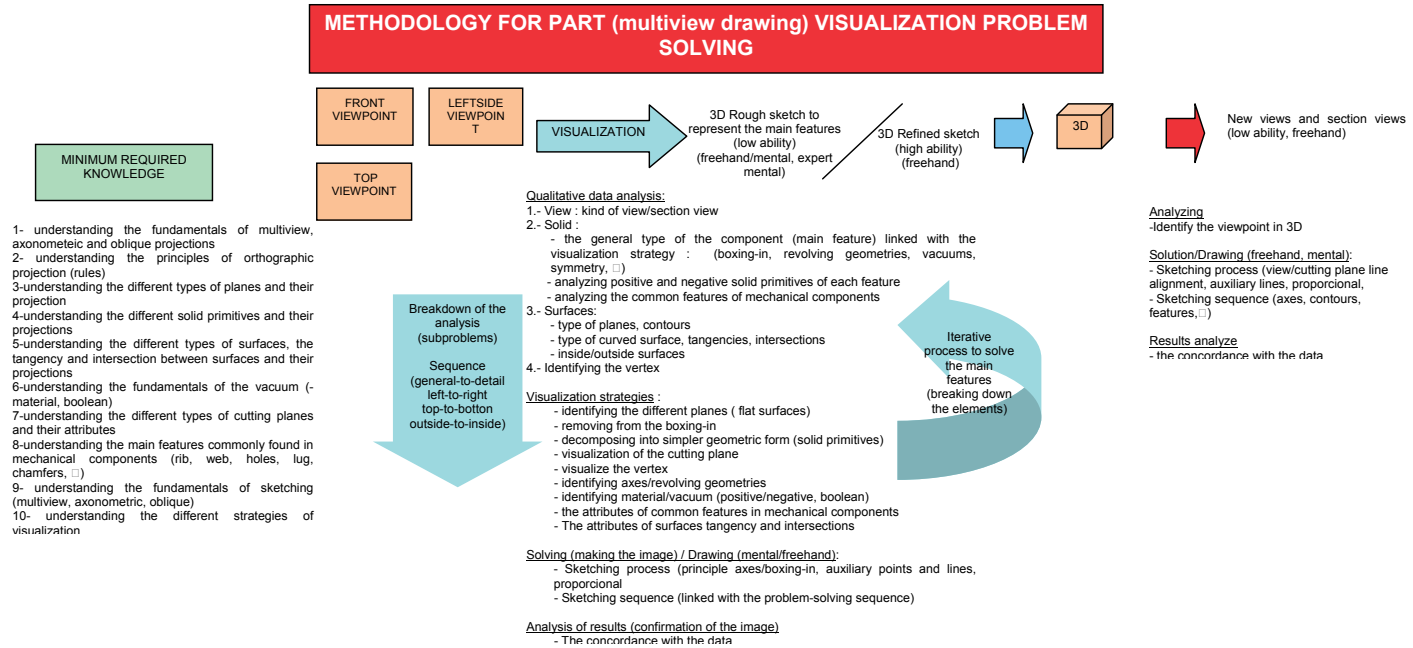 METHODOLOGY FOR PART (multiview drawing) VISUALIZATION PROBLEM
SOLVING
FRONT
VIEWPOINT
LEFTSIDE
VIEWPOIN
T
TOP
VIEWPOINT
VISUALIZATION
3D Rough sketch to
represent the main features
(low ability)
(freehand/mental, expert
mental)
3D Refined sketch
(high ability)
(freehand)
3D
New views and section views
(low ability, freehand)
MINIMUM REQUIRED
KNOWLEDGE
1- understanding the fundamentals of multiview,
axonometeic and oblique projections
2- understanding the principles of orthographic
projection (rules)
3-understanding the different types of planes and their
projection
4-understanding the different solid primitives and their
projections
5-understanding the different types of surfaces, the
tangency and intersection between surfaces and their
projections
6-understanding the fundamentals of the vacuum (-
material, boolean)
7-understanding the different types of cutting planes
and their attributes
8-understanding the main features commonly found in
mechanical components (rib, web, holes, lug,
chamfers, □)
9- understanding the fundamentals of sketching
(multiview, axonometric, oblique)
10- understanding the different strategies of
visualization
Breakdown of the
analysis
(subproblems)
Sequence
(general-to-detail
left-to-right
top-to-botton
outside-to-inside)
Qualitative data analysis:
1.- View : kind of view/section view
2.- Solid :
- the general type of the component (main feature) linked with the
visualization strategy : (boxing-in, revolving geometries, vacuums,
symmetry, □)
- analyzing positive and negative solid primitives of each feature
- analyzing the common features of mechanical components
3.- Surfaces:
- type of planes, contours
- type of curved surface, tangencies, intersections
- inside/outside surfaces
4.- Identifying the vertex
Visualization strategies :
- identifying the different planes ( flat surfaces)
- removing from the boxing-in
- decomposing into simpler geometric form (solid primitives)
- visualization of the cutting plane
- visualize the vertex
- identifying axes/revolving geometries
- identifying material/vacuum (positive/negative, boolean)
- the attributes of common features in mechanical components
- The attributes of surfaces tangency and intersections
Solving (making the image) / Drawing (mental/freehand):
- Sketching process (principle axes/boxing-in, auxiliary points and lines,
proporcional
- Sketching sequence (linked with the problem-solving sequence)
Analysis of results (confirmation of the image)
- The concordance with the data
Iterative
process to solve
the main
features
(breaking down
the elements)
Analyzing
-Identify the viewpoint in 3D
Solution/Drawing (freehand, mental):
- Sketching process (view/cutting plane line
alignment, auxiliary lines, proporcional,
- Sketching sequence (axes, contours,
features,□)
Results analyze
- the concordance with the data